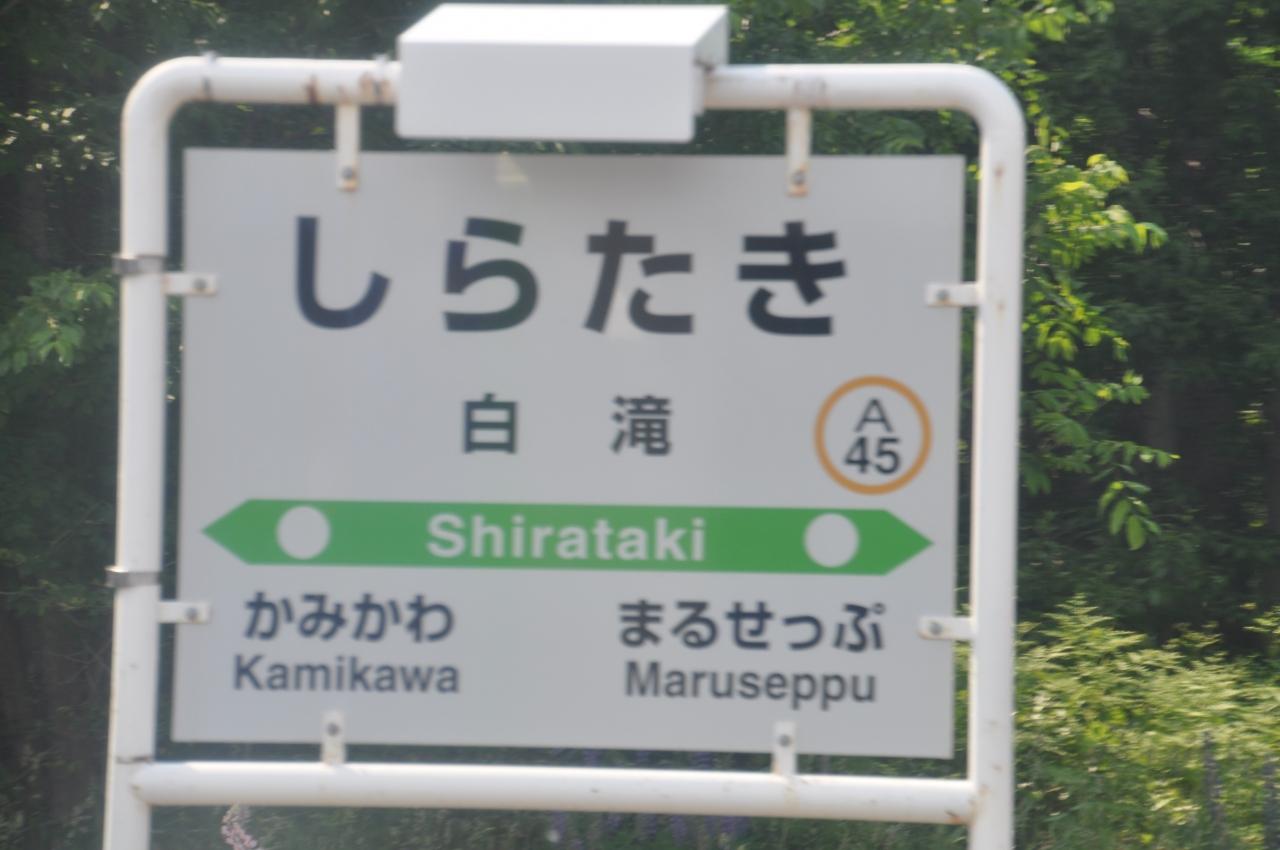 しらたき
白滝
A
45
Shirataki
かみかわ まるせっぷ
Kamikawa Maruseppu